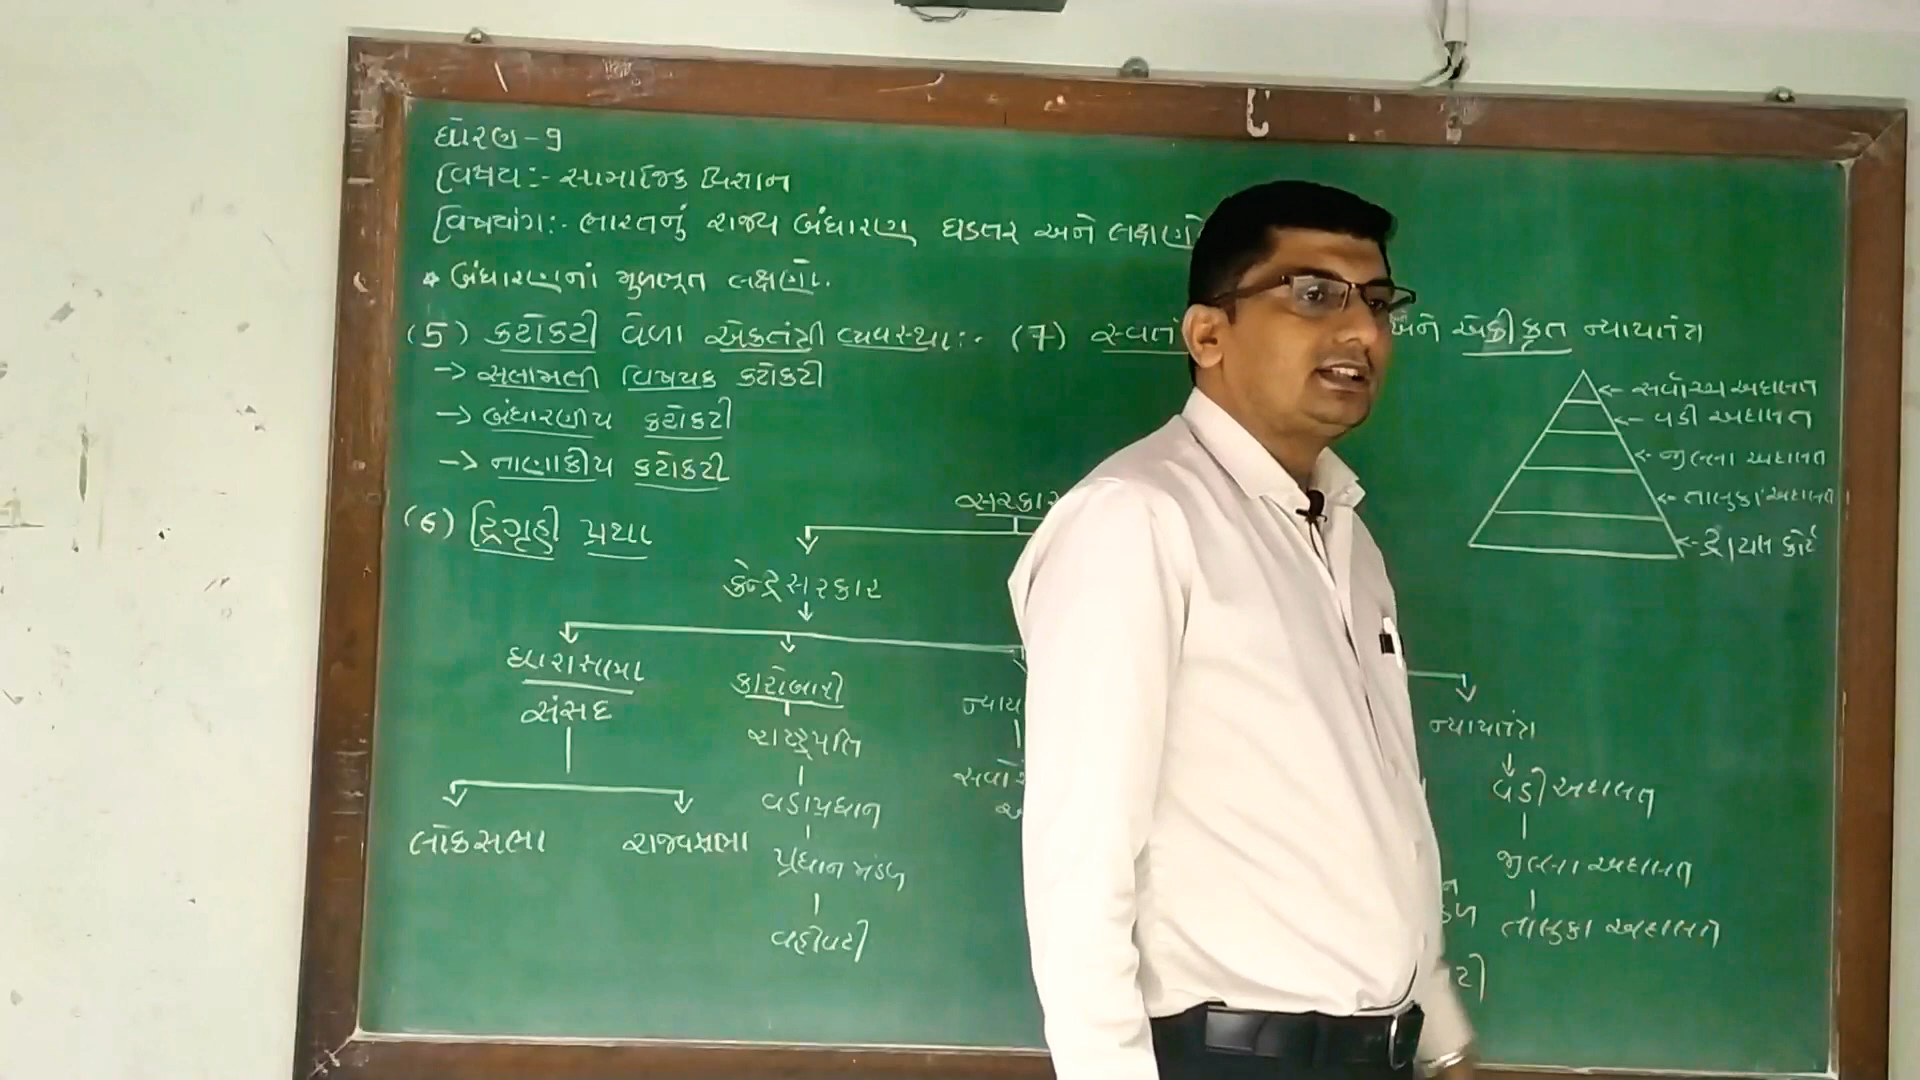 ધોરણ - 9
વિષય :- સામાજિક વિજ્ઞાન
વિષયાંગ :- ભારતનું રાજ્ય બંધારણ ઘડતર અને લક્ષણો
* બંધારણનાં મુળભૂત લક્ષણો.
(5) કટોકટી વેળા એકતંત્રી વ્યવસ્થા :-
-> સલામતી વિષયક કટોકટી
-> બંધારણીય કટોકટી
-> નાણાકીય કટોકટી
(6) દ્વિગૃહી પ્રથા
સરકાર
કેન્દ્રસરકાર
ધારાસભા
સંસદ
લોકસભા
રાજ્યસભા
કારોબારી
રાષ્ટ્રપતિ
વડાપ્રધાન
પ્રધાન મંડળ
વહીવટી
ન્યાય
ન્યાયતંત્ર
વડી અદાલત
જીલ્લા અદાલત
તાલુકા અદાલત
(7) સ્વતં અને એકીકૃત ન્યાયતંત્ર
<- સર્વોચ્ચ અદાલત
<- વડી અદાલત
<- જીલ્લા અદાલત
<- તાલુકા અદાલત
<- ટ્રાયલ કોર્ટ